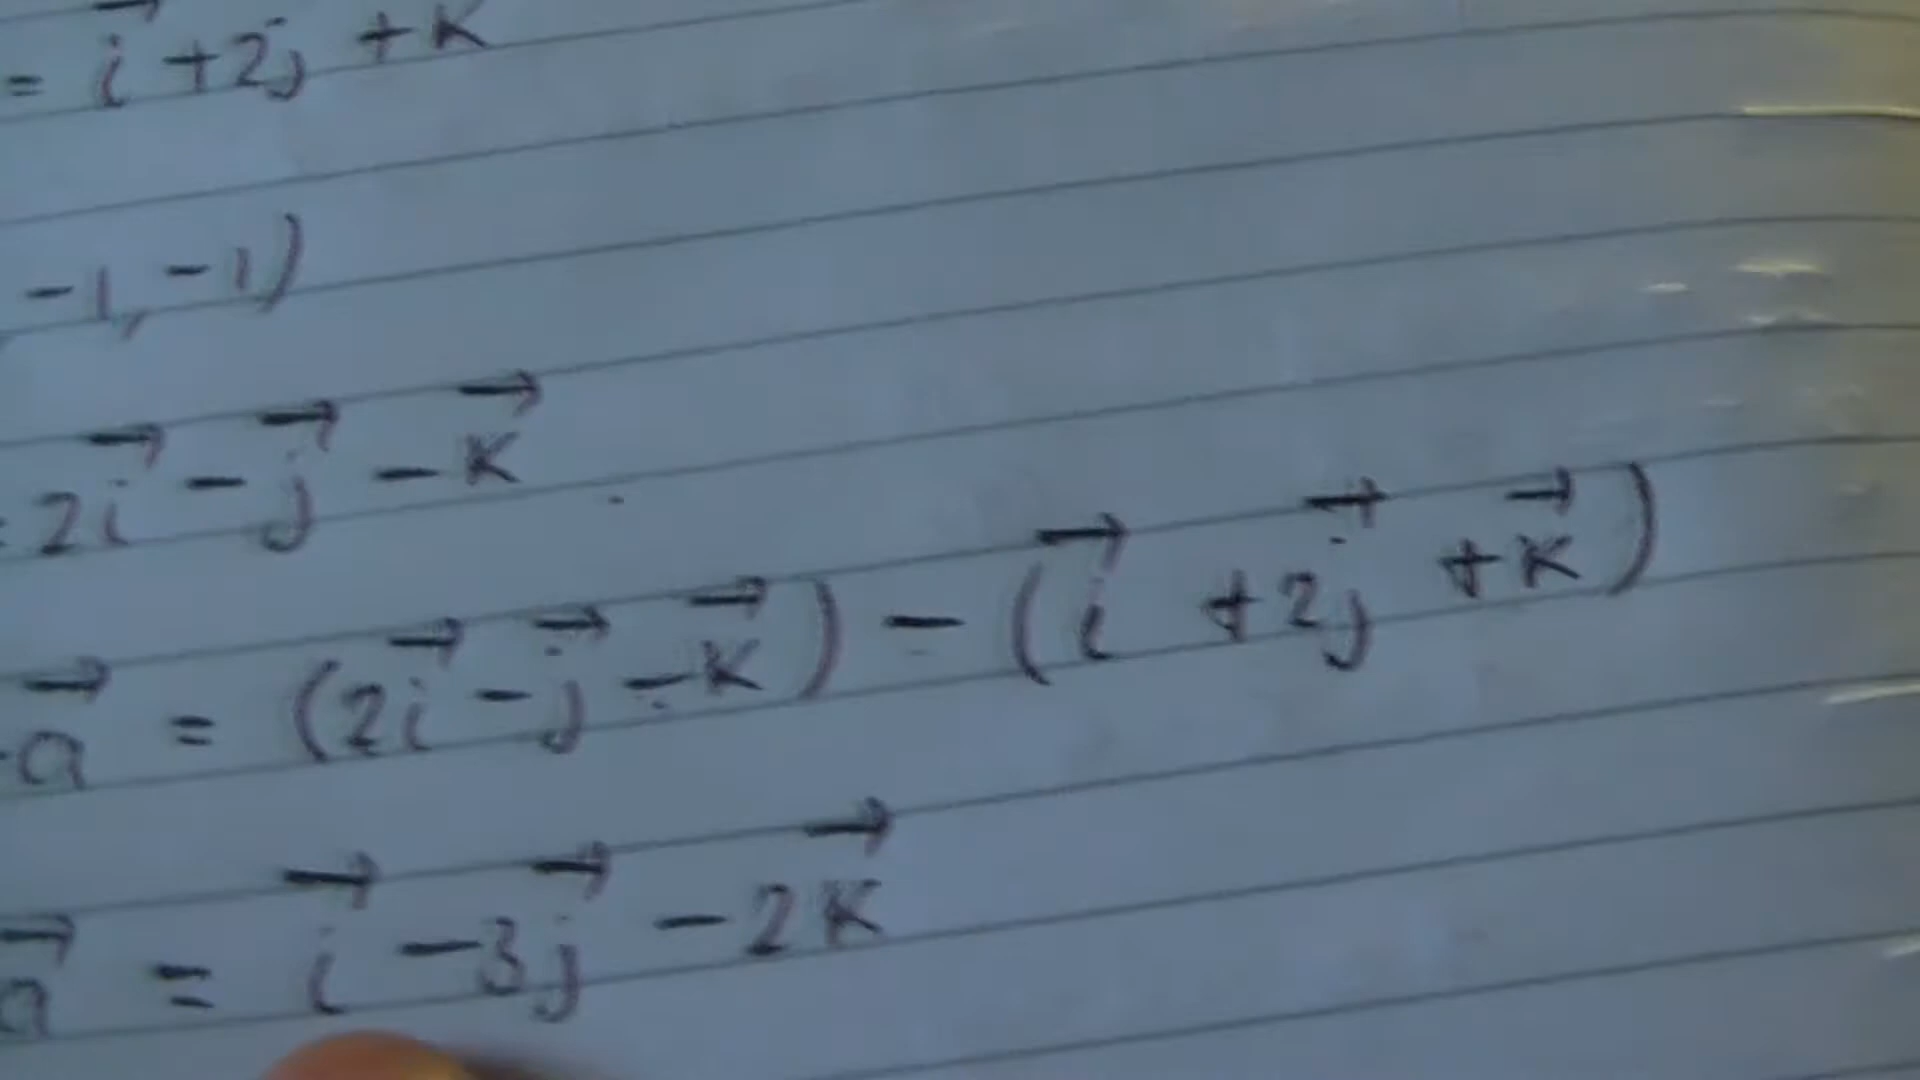 = i⃗ + 2j + k
-1, -1)
= 2i⃗ - j⃗ - k⃗
- a⃗ = (2i⃗ - j⃗ - k⃗) - (i⃗ + 2j⃗ + k⃗)
a⃗ = i⃗ - 3j⃗ - 2k⃗